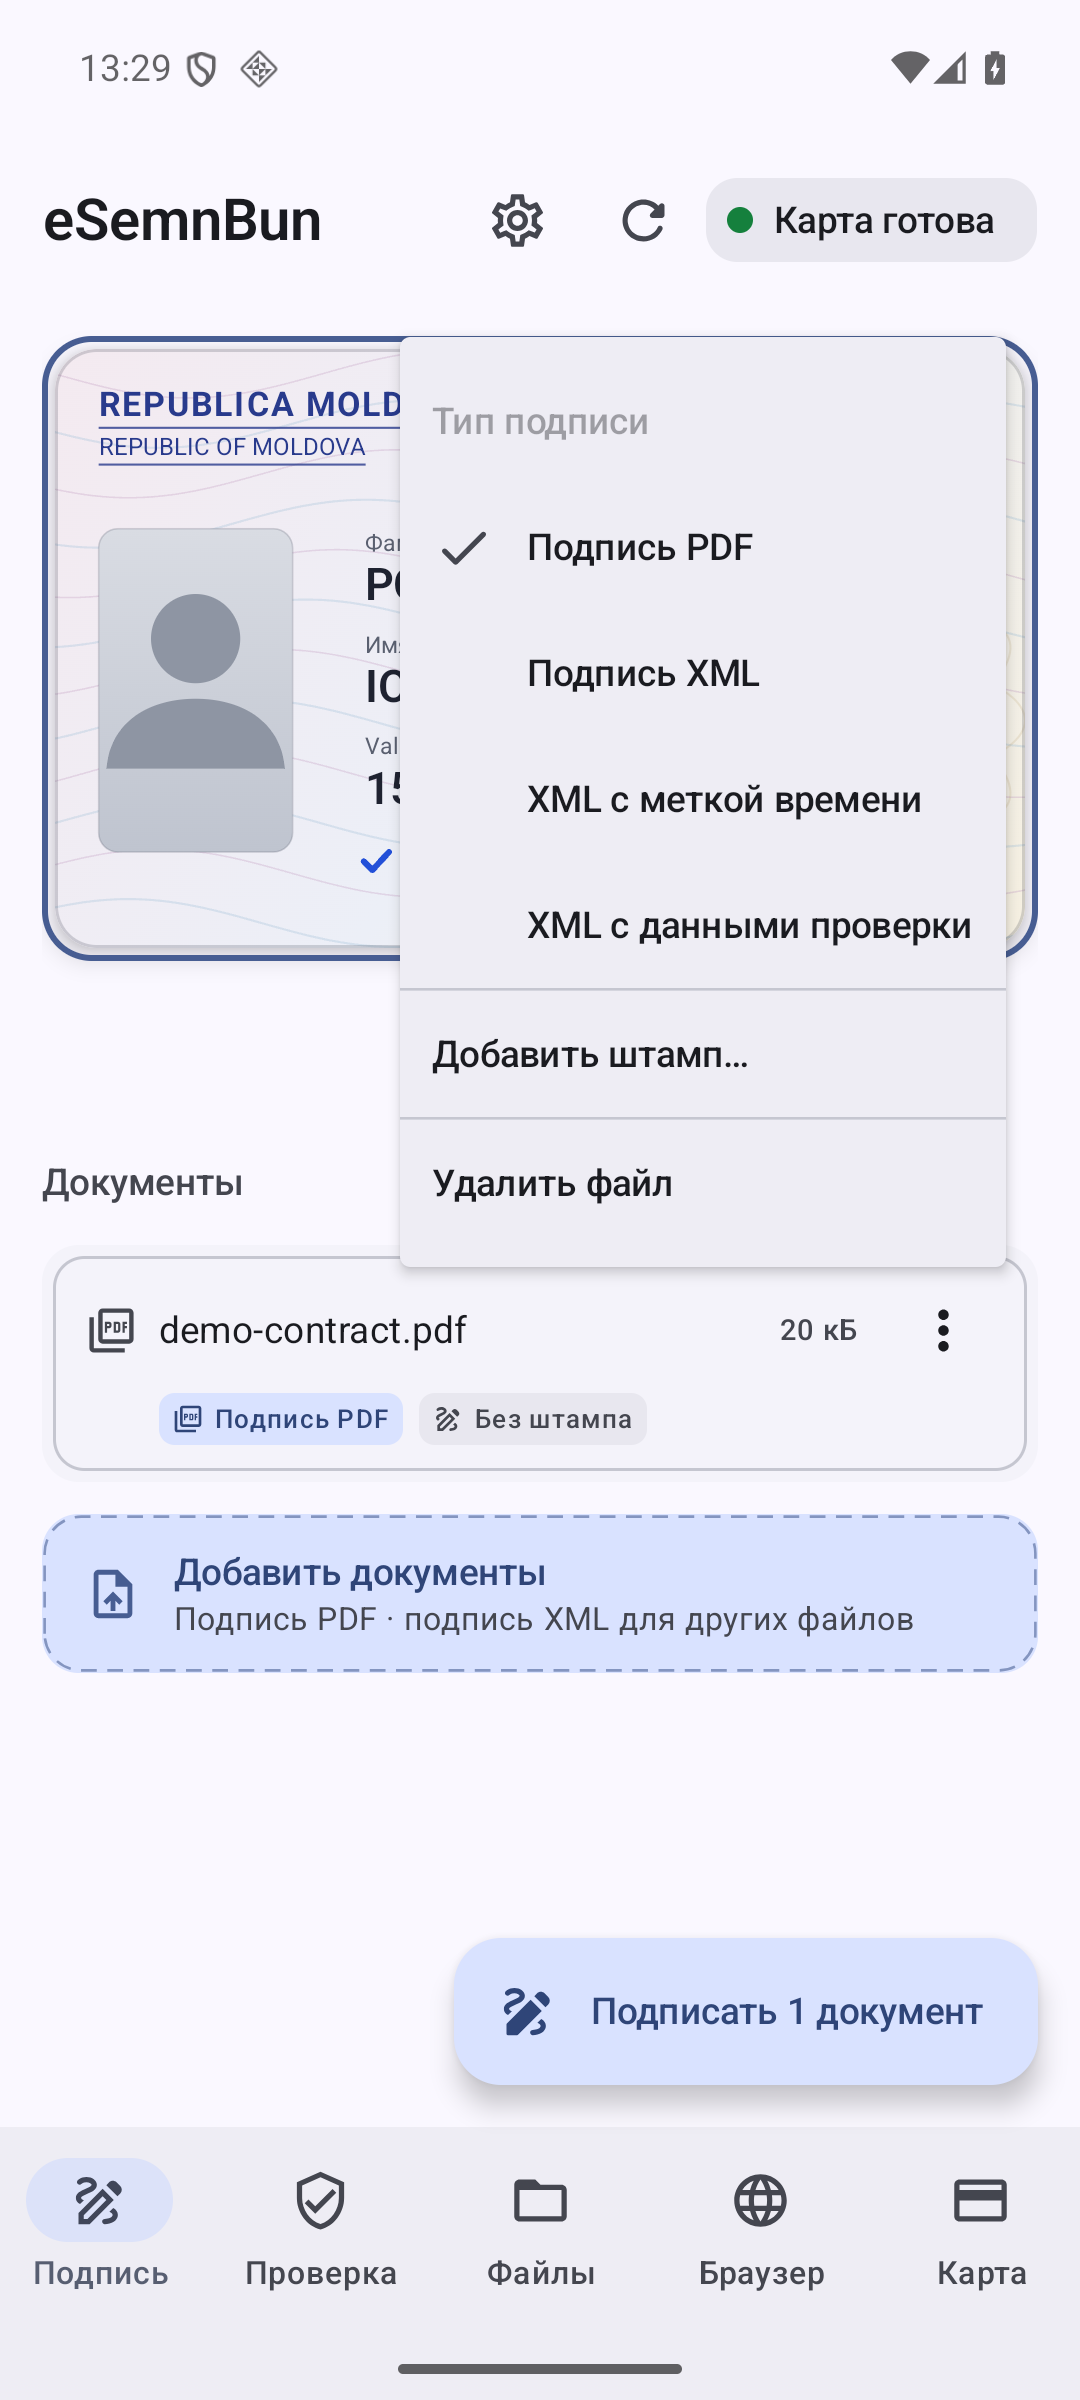 13:29
eSemnBun
Карта готова
REPUBLICA MOLD
REPUBLIC OF MOLDOVA
Тип подписи
Подпись PDF
Подпись XML
XML с меткой времени
XML с данными проверки
Добавить штамп...
Удалить файл
Документы
PDF demo-contract.pdf 20 кБ
PDF Подпись PDF Без штампа
Добавить документы
Подпись PDF · подпись XML для других файлов
Подписать 1 документ
Подпись Проверка Файлы Браузер Карта